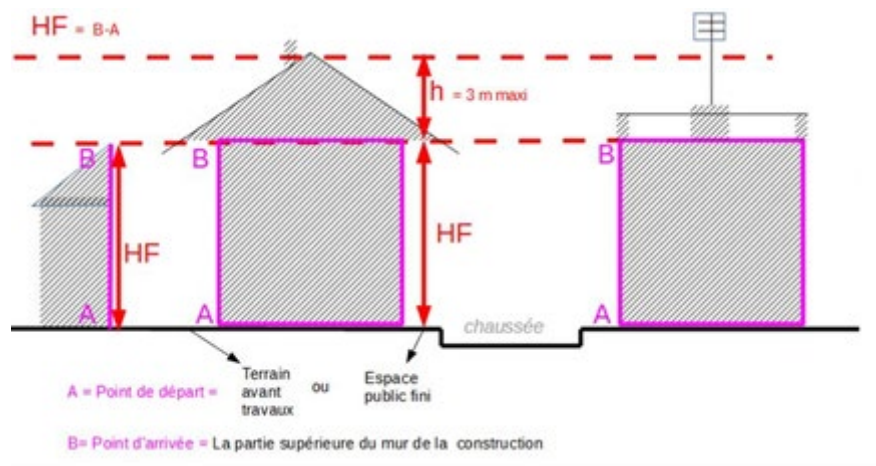 HF = B-A
h = 3 m maxi
B
B
B
HF
HF
A
A
A
chaussée
A = Point de départ =
Terrain
avant
travaux
ou
Espace
public fini
B= Point d'arrivée = La partie supérieure du mur de la construction